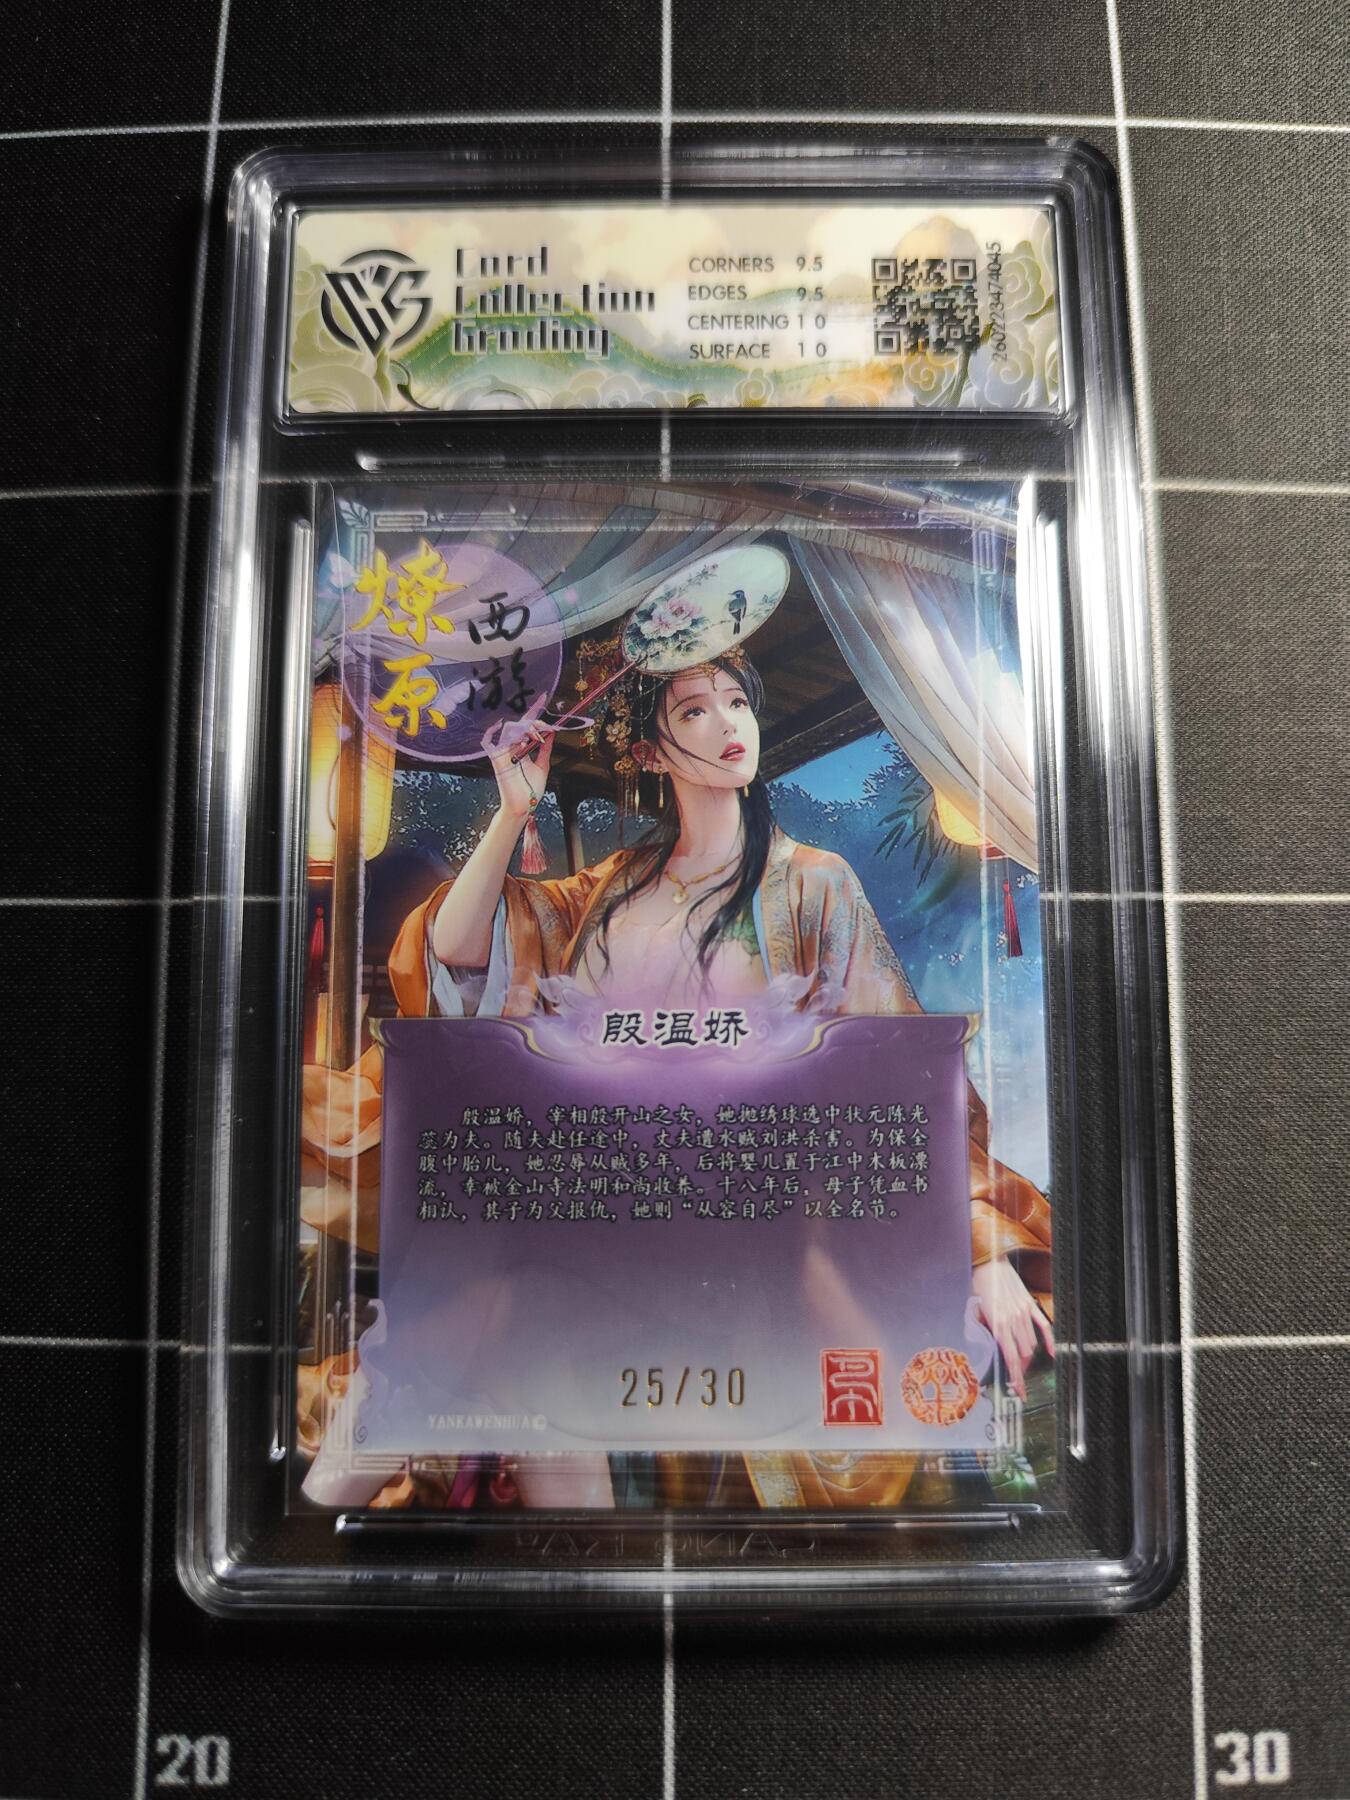 CCG
Card
Collection
Grading
CORNERS 9.5
EDGES 9.5
CENTERING 10
SURFACE 10
260223474045
燎原
西游
殷温娇
殷温娇，宰相殷开山之女，她抛绣球选中状元陈光
蕊为夫。随夫赴任途中，丈夫遭水贼刘洪杀害。为保全
腹中胎儿，她忍辱从贼多年，后将婴儿置于江中木板漂
流，幸被金山寺法明和尚收养。十八年后，母子凭血书
相认，其子为父报仇，她则“从容自尽”以全名节。
25/30
YANKAWENHUA©
20
30